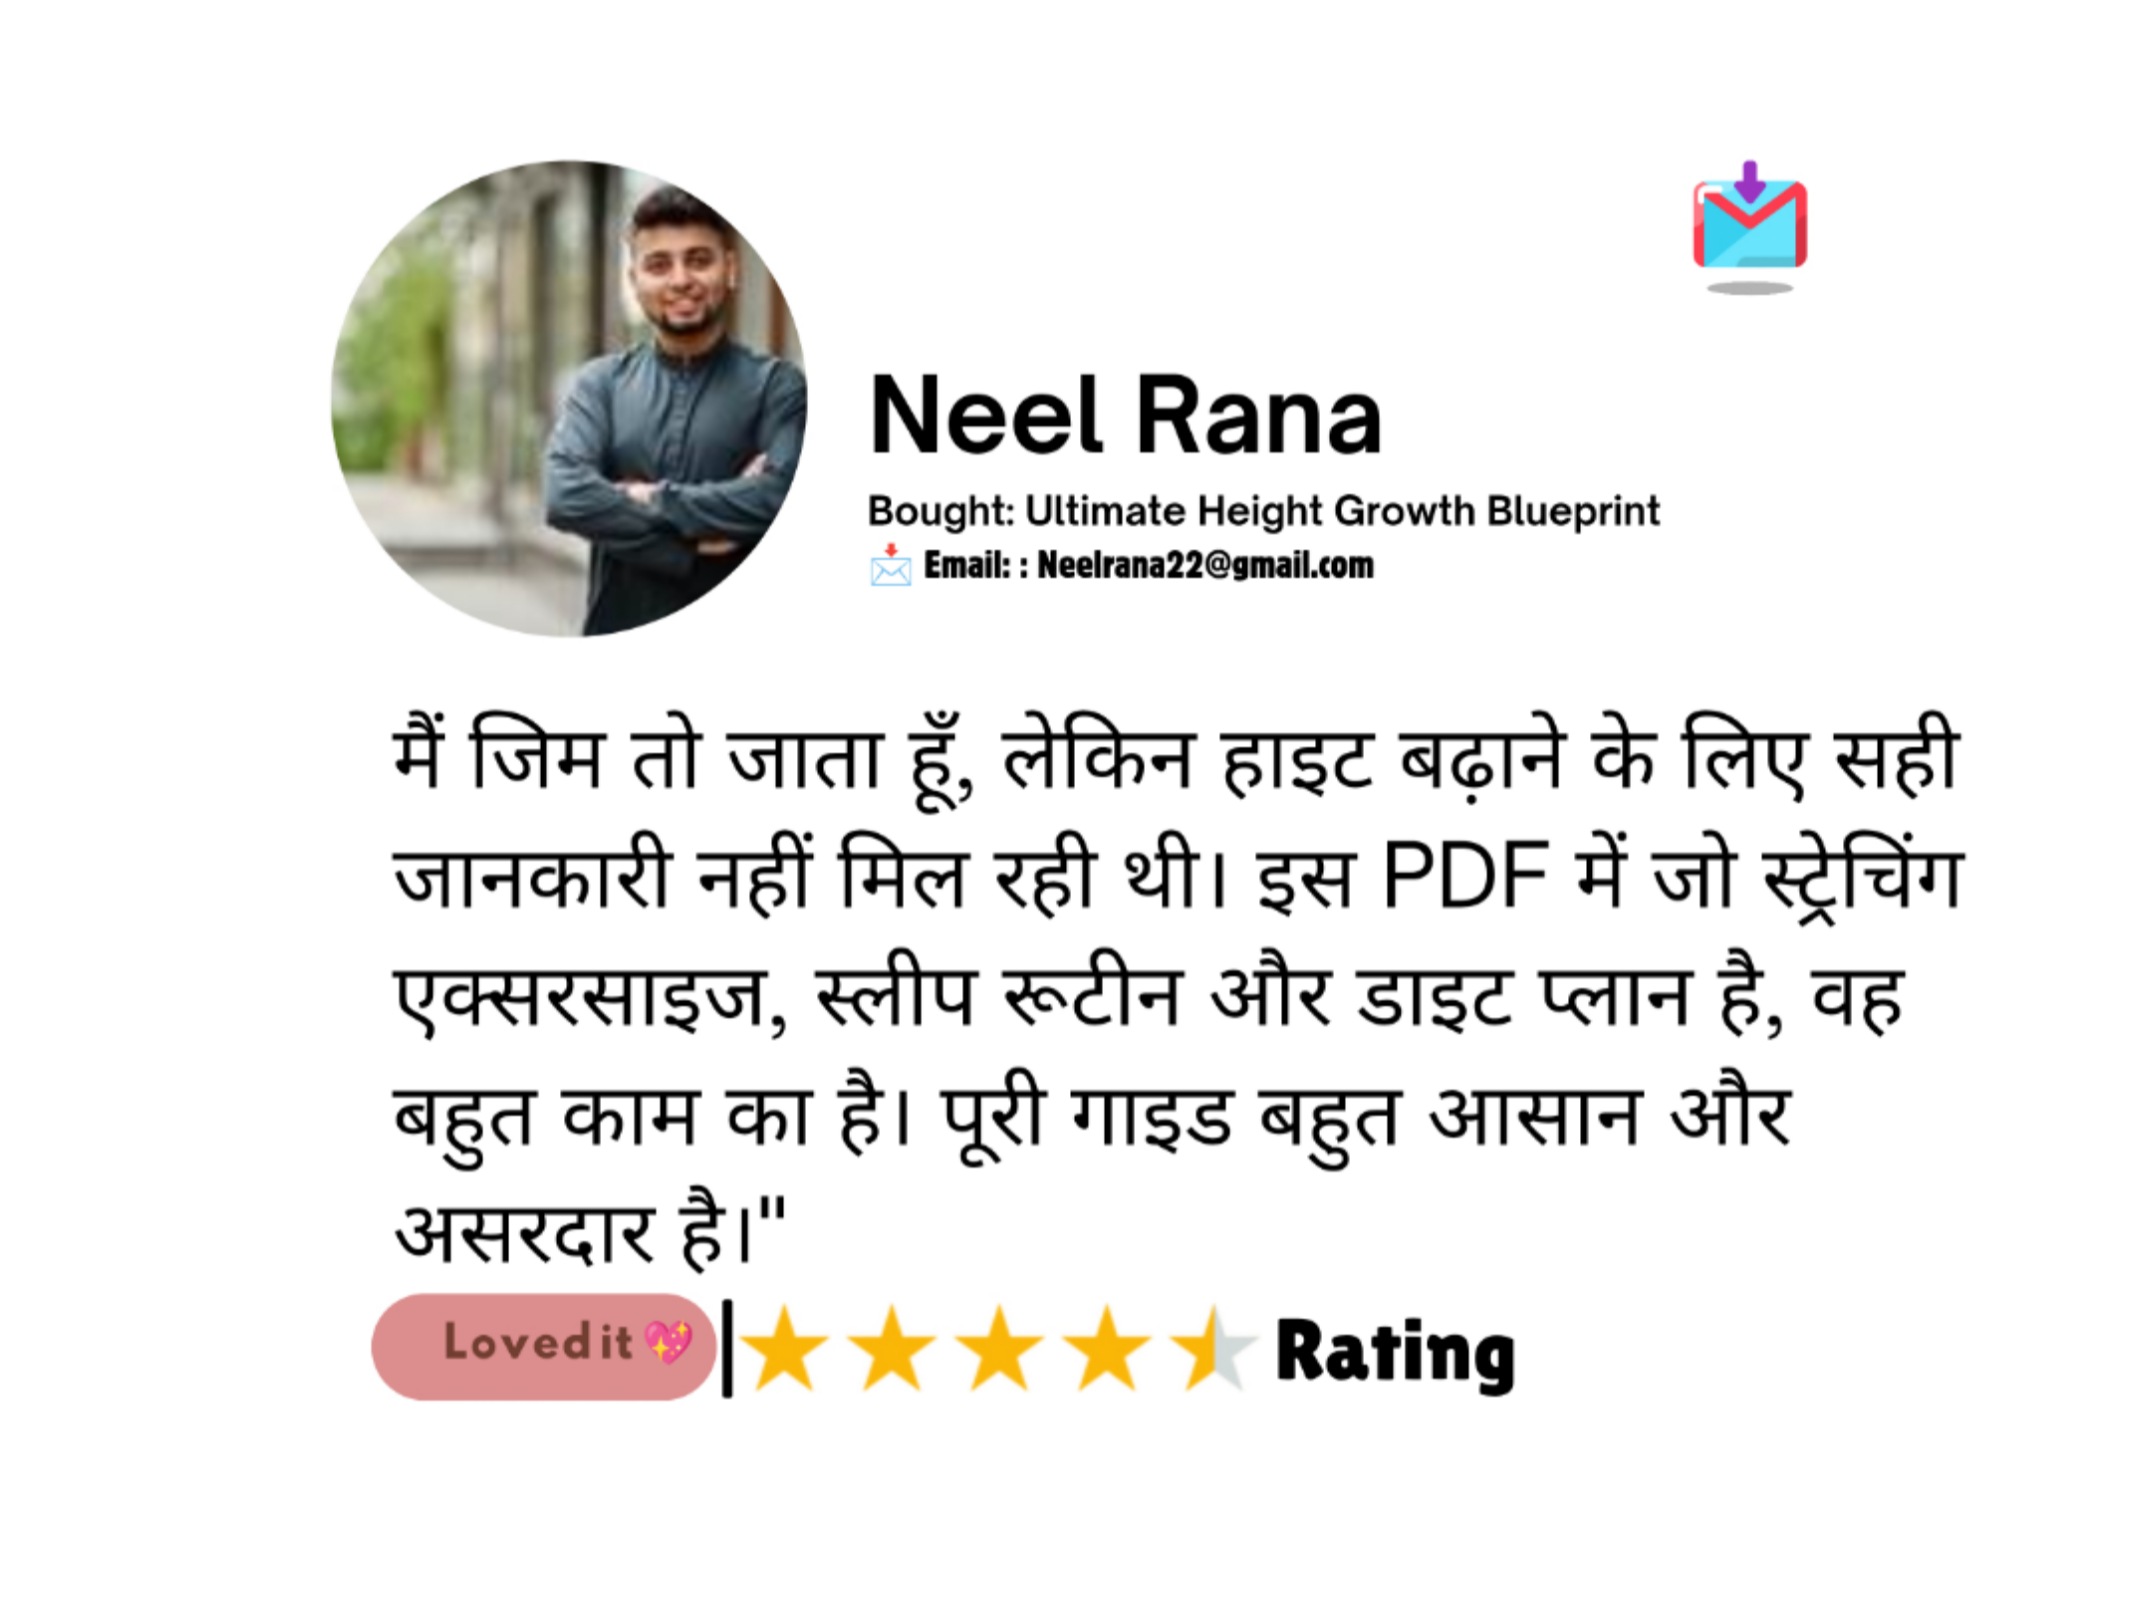 Neel Rana
Bought: Ultimate Height Growth Blueprint
📩 Email: : Neelrana22@gmail.com
मैं जिम तो जाता हूँ, लेकिन हाइट बढ़ाने के लिए सही
जानकारी नहीं मिल रही थी। इस PDF में जो स्ट्रेचिंग
एक्सरसाइज, स्लीप रूटीन और डाइट प्लान है, वह
बहुत काम का है। पूरी गाइड बहुत आसान और
असरदार है।"
Loved it 💖 | Rating